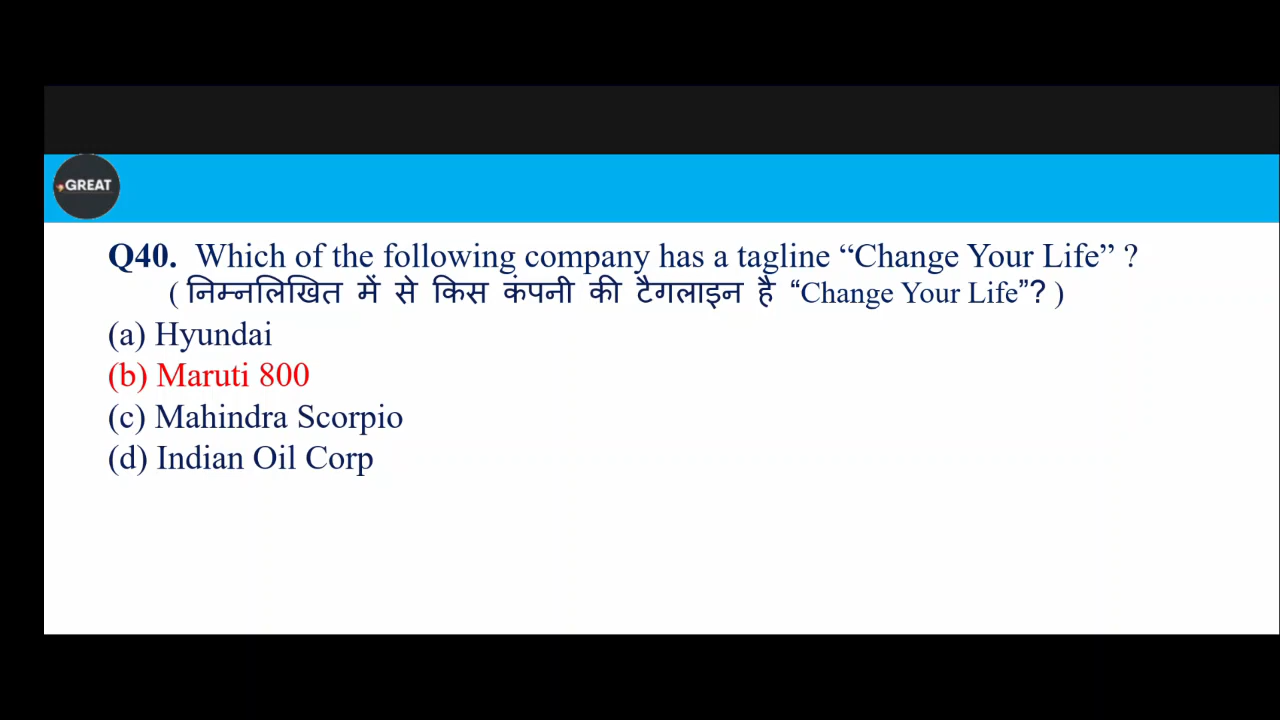 GREAT
Q40. Which of the following company has a tagline “Change Your Life” ?
( निम्नलिखित में से किस कंपनी की टैगलाइन है “Change Your Life”? )
(a) Hyundai
(b) Maruti 800
(c) Mahindra Scorpio
(d) Indian Oil Corp